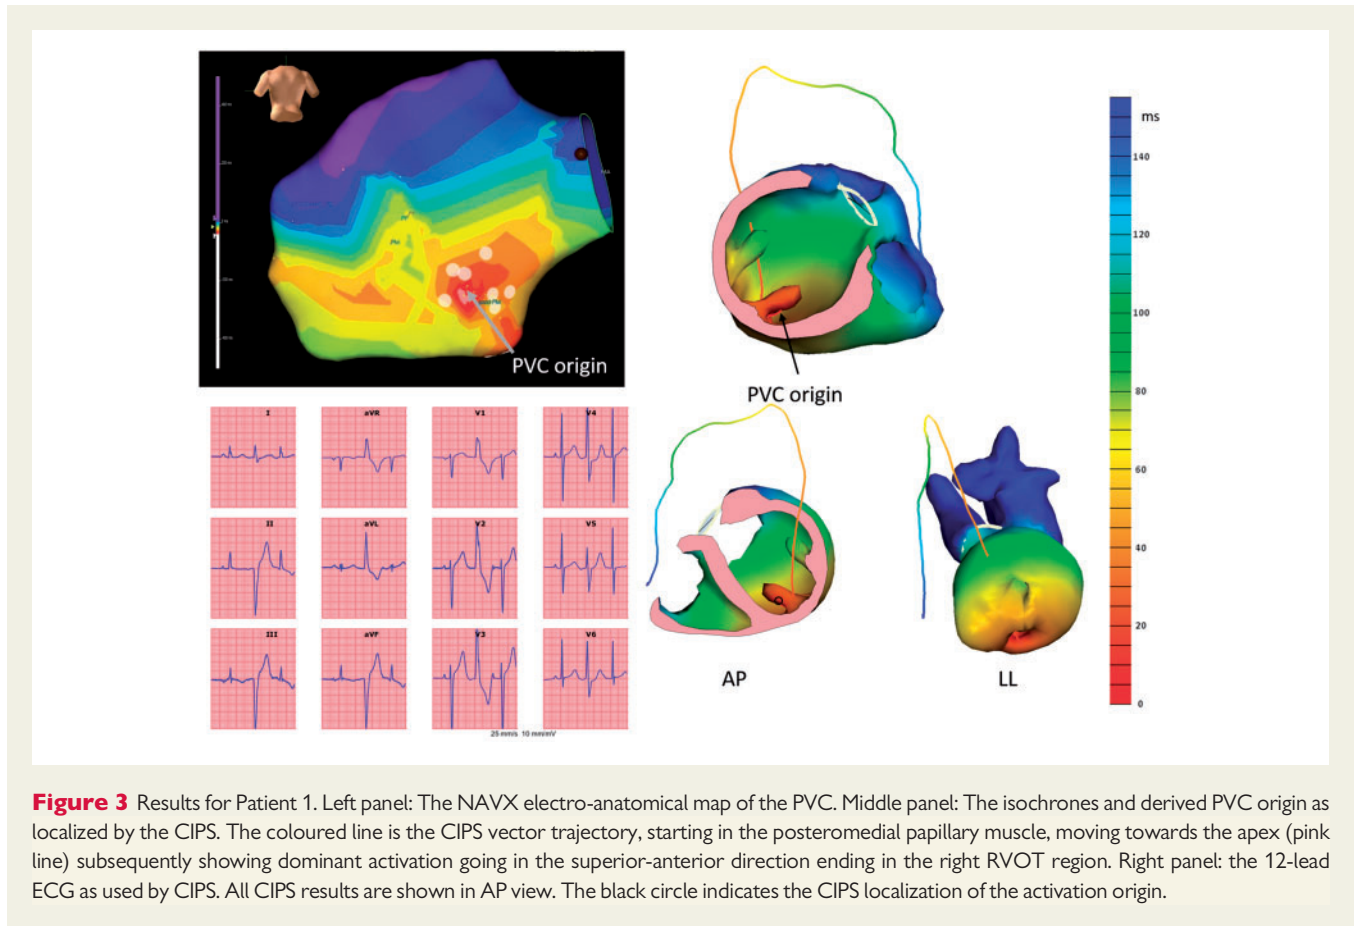 PVC origin
ms
140
120
100
80
60
40
20
0
PVC origin
I
aVR
V1
V4
II
aVL
V2
V5
III
aVF
V3
V6
25 mm/s 10 mm/mV
AP
LL
Figure 3 Results for Patient 1. Left panel: The NAVX electro-anatomical map of the PVC. Middle panel: The isochrones and derived PVC origin as
localized by the CIPS. The coloured line is the CIPS vector trajectory, starting in the posteromedial papillary muscle, moving towards the apex (pink
line) subsequently showing dominant activation going in the superior-anterior direction ending in the right RVOT region. Right panel: the 12-lead
ECG as used by CIPS. All CIPS results are shown in AP view. The black circle indicates the CIPS localization of the activation origin.